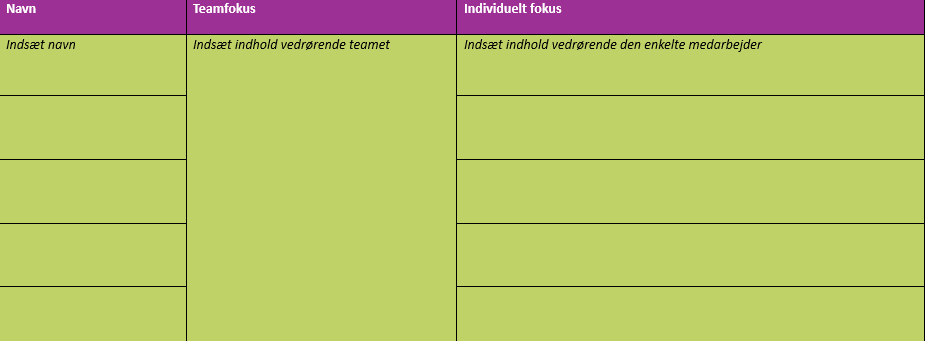 Navn Teamfokus Individuelt fokus
Indsæt navn Indsæt indhold vedrørende teamet Indsæt indhold vedrørende den enkelte medarbejder